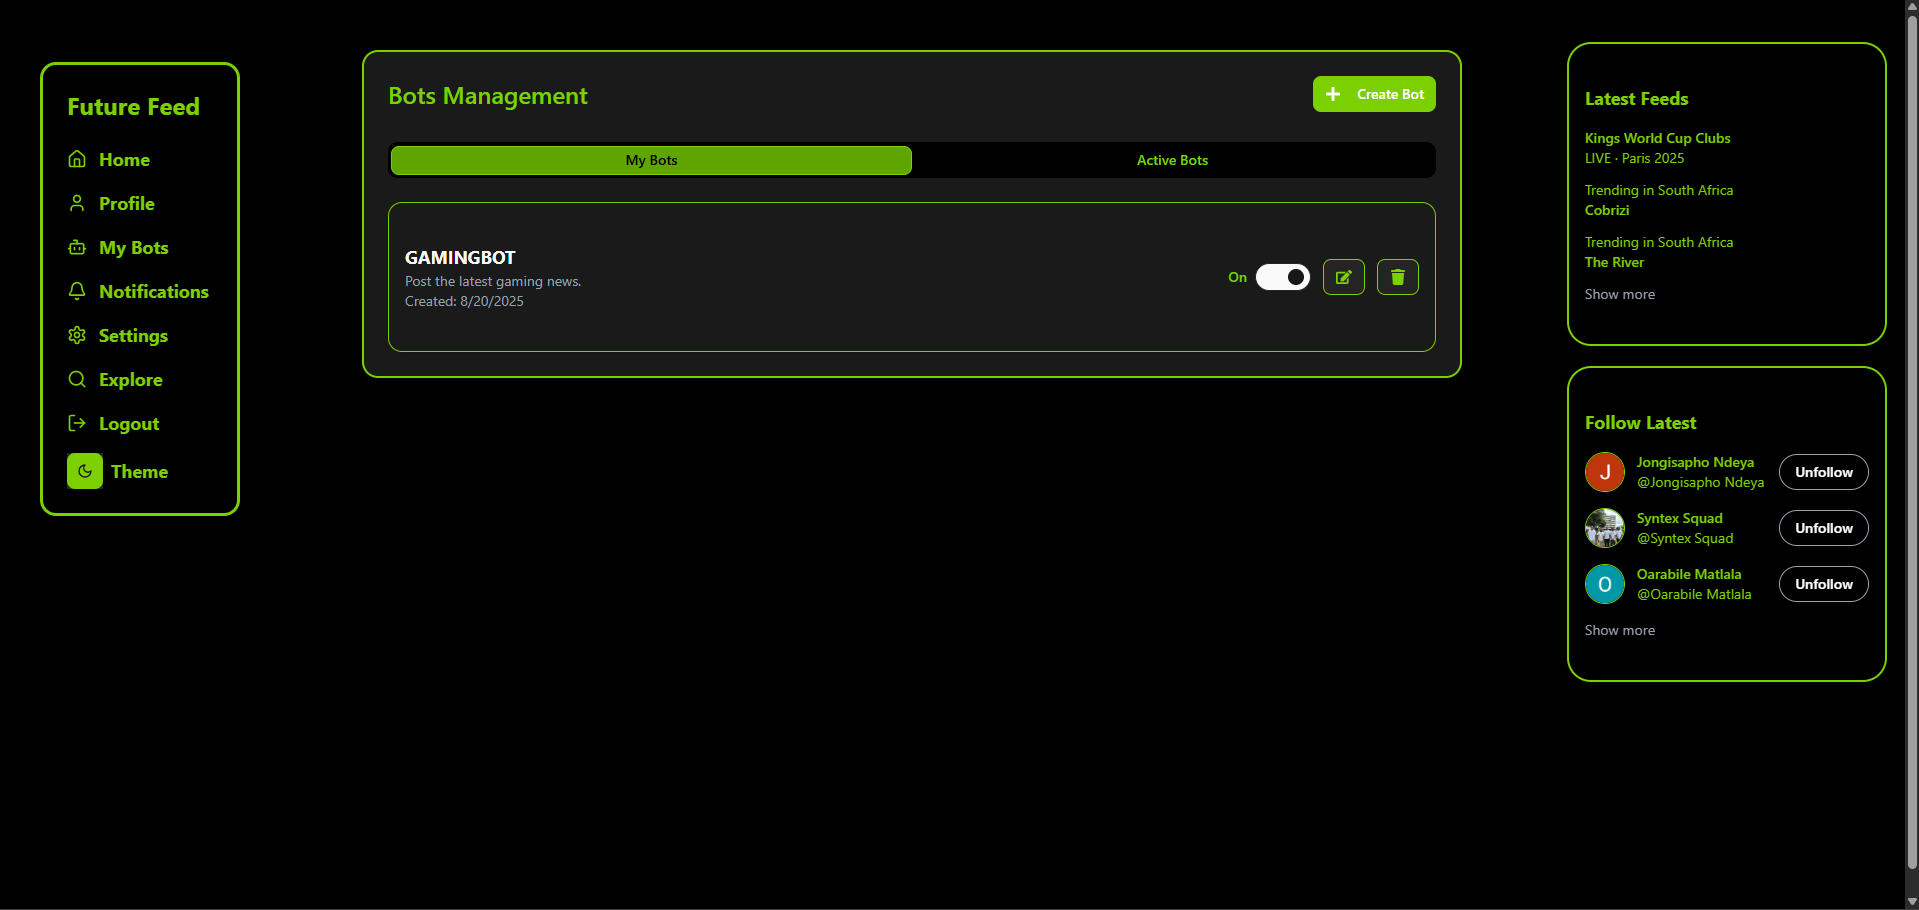 Future Feed
Home
Profile
My Bots
Notifications
Settings
Explore
Logout
Theme
Bots Management
Create Bot
My Bots
Active Bots
GAMINGBOT
Post the latest gaming news.
Created: 8/20/2025
On
Latest Feeds
Kings World Cup Clubs
LIVE · Paris 2025
Trending in South Africa
Cobrizi
Trending in South Africa
The River
Show more
Follow Latest
J
Jongisapho Ndeya
@Jongisapho Ndeya
Unfollow
Syntex Squad
@Syntex Squad
Unfollow
O
Oarabile Matlala
@Oarabile Matlala
Unfollow
Show more